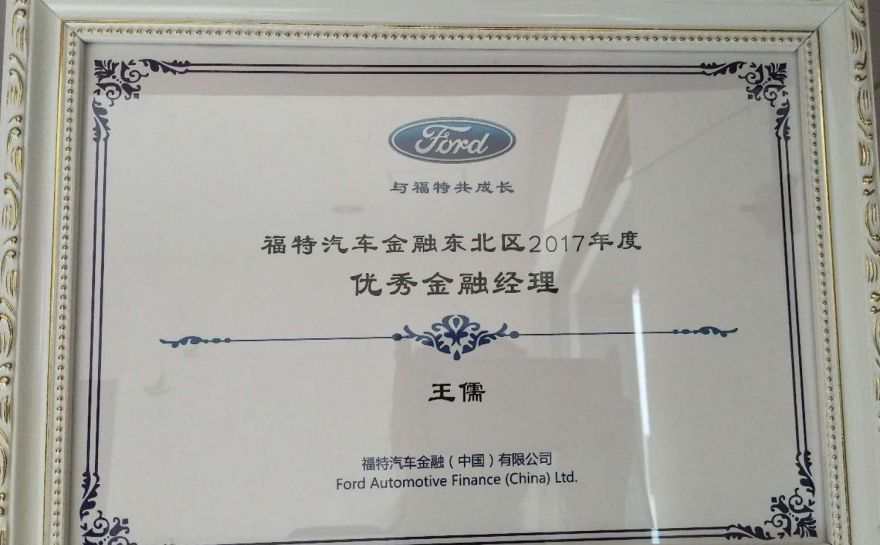 Ford
与福特共成长
福特汽车金融东北区2017年度
优秀金融经理
王儒
福特汽车金融（中国）有限公司
Ford Automotive Finance (China) Ltd.